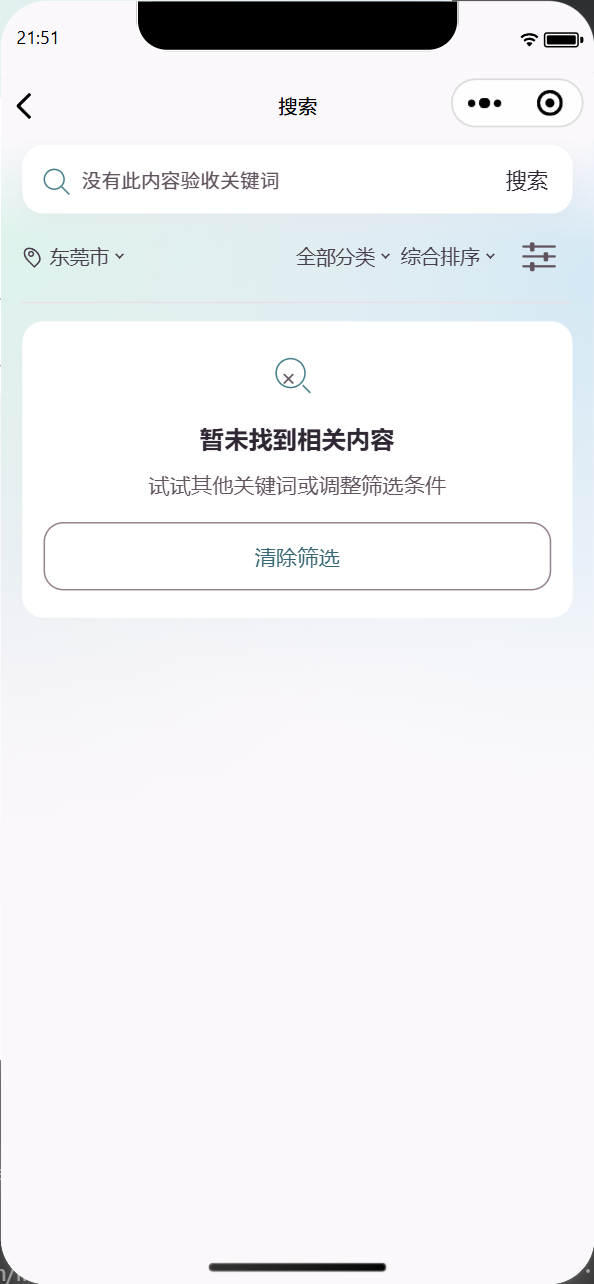 21:51
搜索
没有此内容验收关键词 搜索
东莞市 全部分类 综合排序
暂未找到相关内容
试试其他关键词或调整筛选条件
清除筛选